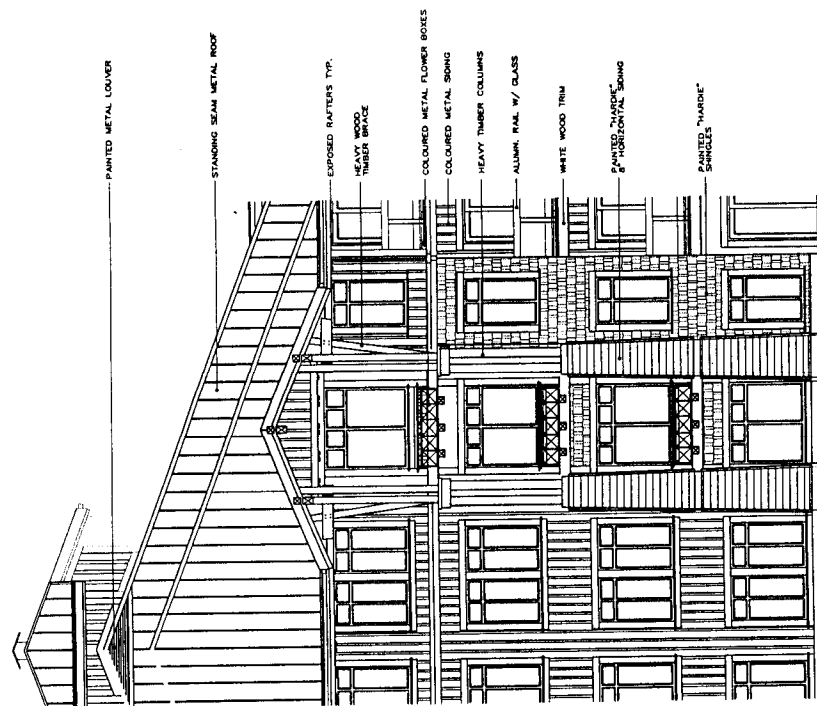 PAINTED METAL LOUVER
STANDING SEAM METAL ROOF
EXPOSED RAFTERS TYP.
HEAVY WOOD
TIMBER BRACE
COLOURED METAL FLOWER BOXES
COLOURED METAL SIDING
HEAVY TIMBER COLUMNS
ALUMN. RAIL W/ GLASS
WHITE WOOD TRIM
PAINTED "HARDIE"
8" HORIZONTAL SIDING
PAINTED "HARDIE"
SHINGLES